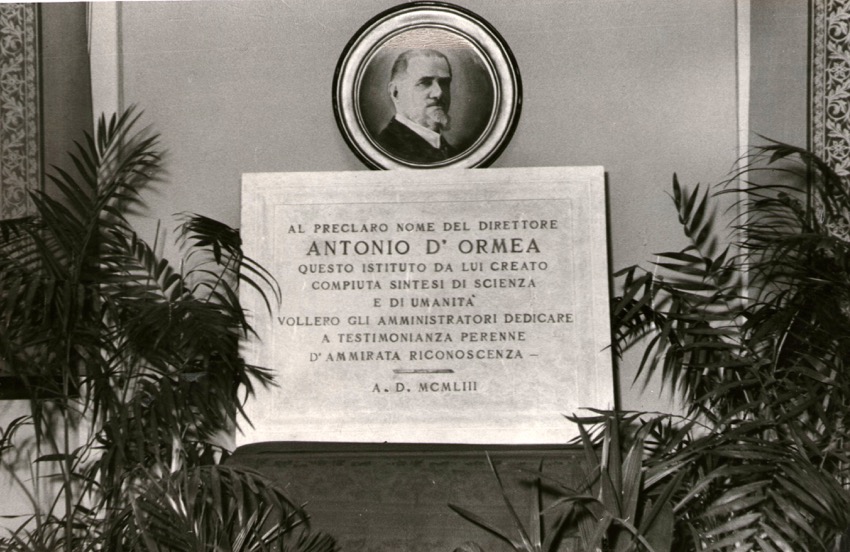 AL PRECLARO NOME DEL DIRETTORE
ANTONIO D' ORMEA
QUESTO ISTITUTO DA LUI CREATO
COMPIUTA SINTESI DI SCIENZA
E DI UMANITA'
VOLLERO GLI AMMINISTRATORI DEDICARE
A TESTIMONIANZA PERENNE
D'AMMIRATA RICONOSCENZA –
A. D. MCMLIII